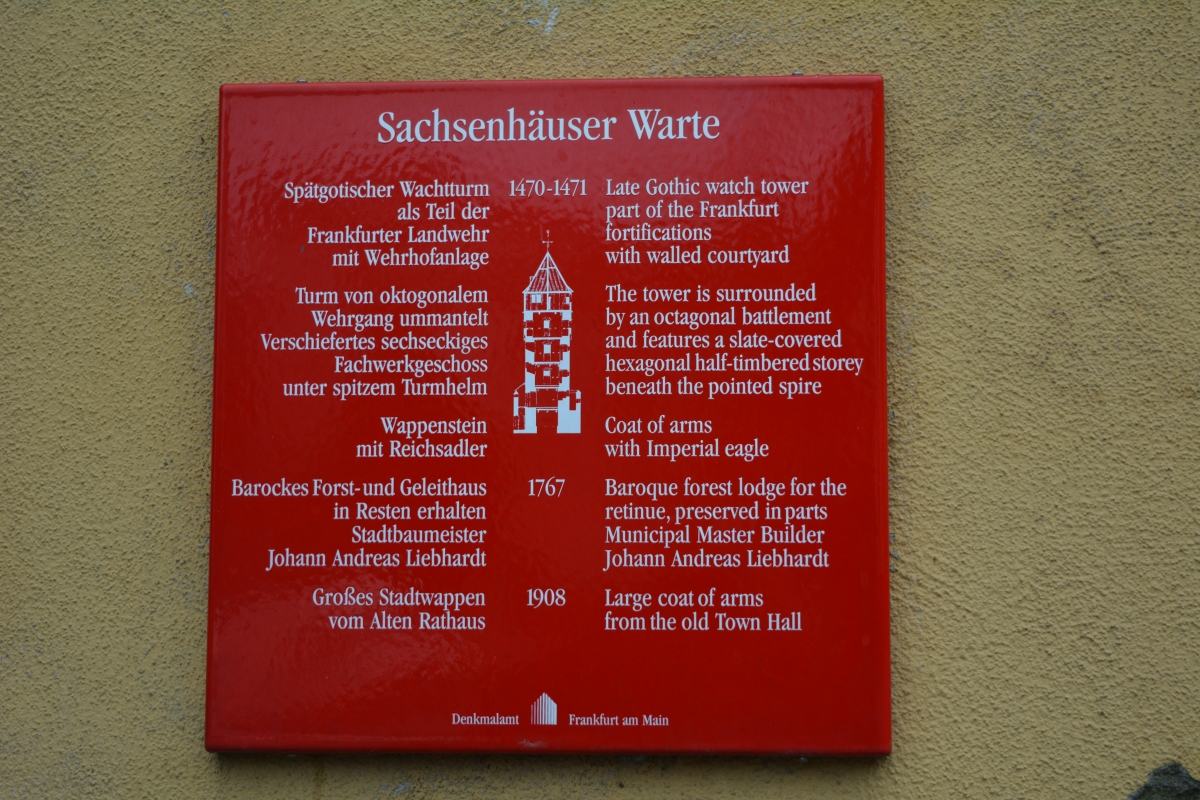 Sachsenhäuser Warte
Spätgotischer Wachtturm
als Teil der
Frankfurter Landwehr
mit Wehrhofanlage
1470-1471
Late Gothic watch tower
part of the Frankfurt
fortifications
with walled courtyard
Turm von oktogonalem
Wehrgang ummantelt
Verschiefertes sechseckiges
Fachwerkgeschoss
unter spitzem Turmhelm
The tower is surrounded
by an octagonal battlement
and features a slate-covered
hexagonal half-timbered storey
beneath the pointed spire
Wappenstein
mit Reichsadler
Coat of arms
with Imperial eagle
Barockes Forst- und Geleithaus
in Resten erhalten
Stadtbaumeister
Johann Andreas Liebhardt
1767
Baroque forest lodge for the
retinue, preserved in parts
Municipal Master Builder
Johann Andreas Liebhardt
Großes Stadtwappen
vom Alten Rathaus
1908
Large coat of arms
from the old Town Hall
Denkmalamt Frankfurt am Main